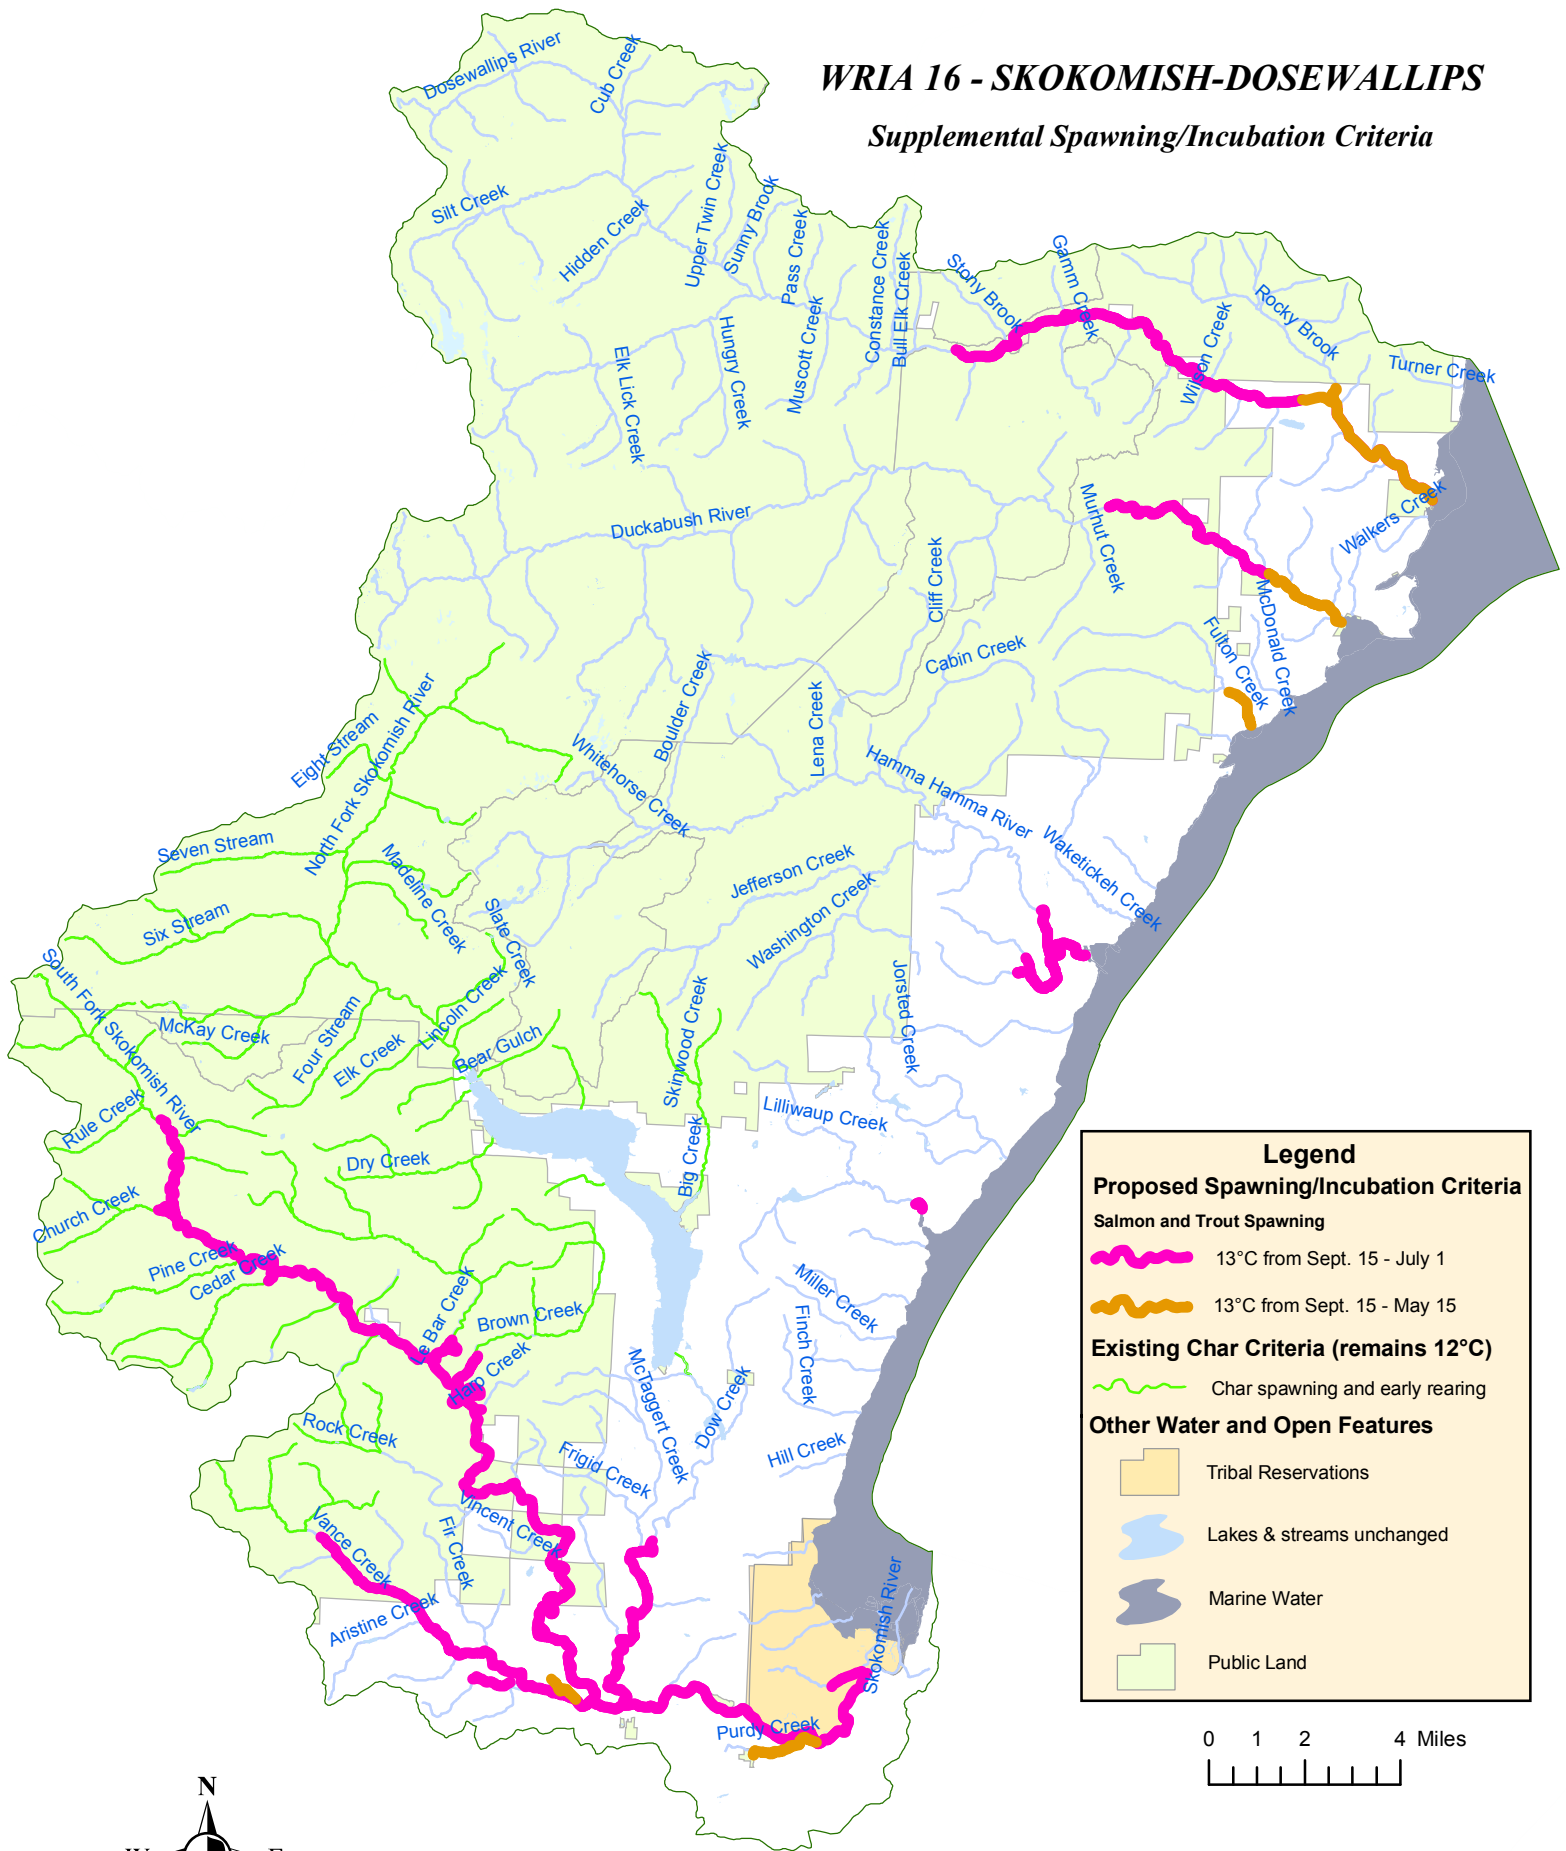 WRIA 16 - SKOKOMISH-DOSEWALLIPS
Supplemental Spawning/Incubation Criteria
Dosewallips River
Cub Creek
Silt Creek
Hidden Creek
Upper Twin Creek
Sunny Brook
Pass Creek
Muscott Creek
Constance Creek
Bull Elk Creek
Stony Brook
Gamm Creek
Wilson Creek
Rocky Brook
Turner Creek
Elk Lick Creek
Hungry Creek
Duckabush River
Murhut Creek
Walkers Creek
Cliff Creek
McDonald Creek
Fulton Creek
Cabin Creek
Boulder Creek
Lena Creek
Eight Stream
North Fork Skokomish River
Whitehorse Creek
Hamma Hamma River
Waketickeh Creek
Seven Stream
Madeline Creek
Jefferson Creek
Washington Creek
Six Stream
Slate Creek
South Fork Skokomish River
McKay Creek
Four Stream
Elk Creek
Lincoln Creek
Bear Gulch
Skinwood Creek
Jorsted Creek
Rule Creek
Lilliwaup Creek
Dry Creek
Big Creek
Church Creek
Pine Creek
Cedar Creek
Le Bar Creek
Brown Creek
Harp Creek
Miller Creek
Finch Creek
McTaggert Creek
Dow Creek
Rock Creek
Frigid Creek
Hill Creek
Vance Creek
Fir Creek
Vincent Creek
Aristine Creek
Skokomish River
Purdy Creek
Legend
Proposed Spawning/Incubation Criteria
Salmon and Trout Spawning
13°C from Sept. 15 - July 1
13°C from Sept. 15 - May 15
Existing Char Criteria (remains 12°C)
Char spawning and early rearing
Other Water and Open Features
Tribal Reservations
Lakes & streams unchanged
Marine Water
Public Land
0 1 2 4 Miles
N